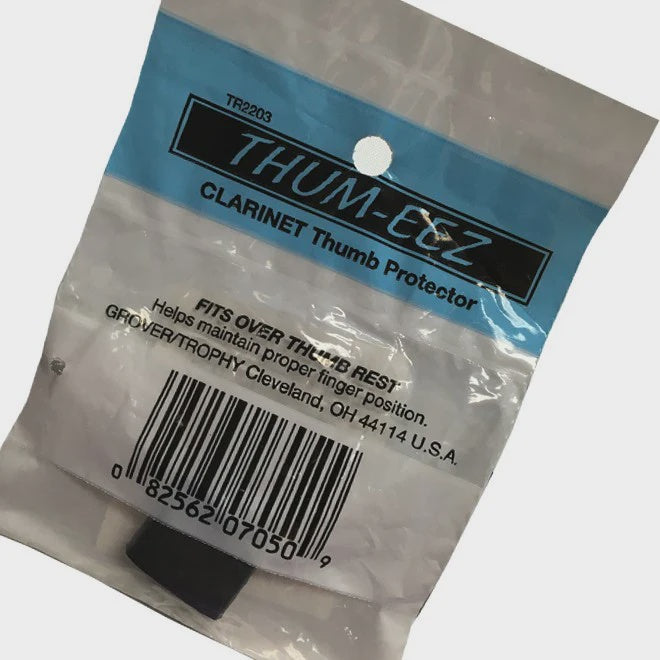 TR2203
THUM-EEZ
CLARINET Thumb Protector
FITS OVER THUMB REST
Helps maintain proper finger position.
GROVER/TROPHY Cleveland, OH 44114 U.S.A.
0 82562 07050 9